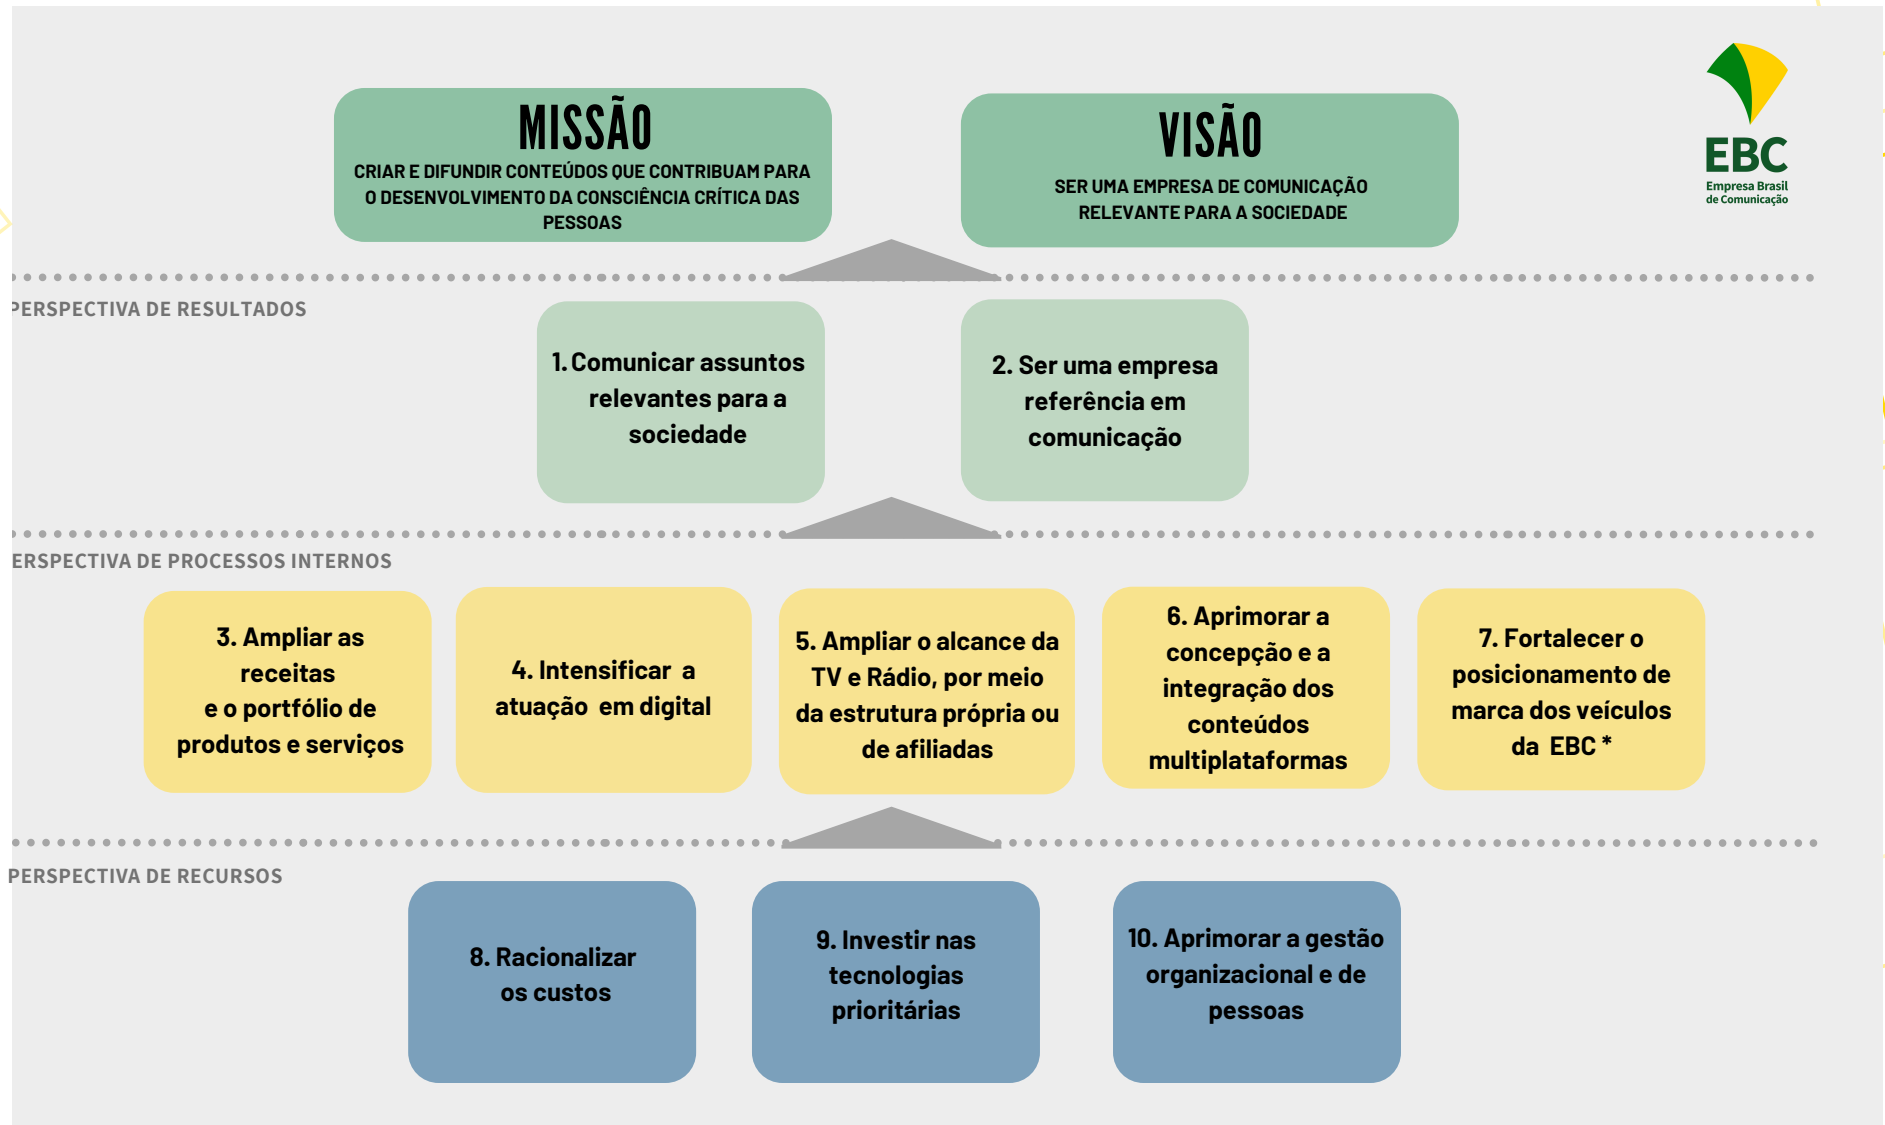 MISSÃO
CRIAR E DIFUNDIR CONTEÚDOS QUE CONTRIBUAM PARA
O DESENVOLVIMENTO DA CONSCIÊNCIA CRÍTICA DAS
PESSOAS
VISÃO
SER UMA EMPRESA DE COMUNICAÇÃO
RELEVANTE PARA A SOCIEDADE
EBC
Empresa Brasil
de Comunicação
PERSPECTIVA DE RESULTADOS
1. Comunicar assuntos
relevantes para a
sociedade
2. Ser uma empresa
referência em
comunicação
ERSPECTIVA DE PROCESSOS INTERNOS
3. Ampliar as
receitas
e o portfólio de
produtos e serviços
4. Intensificar a
atuação em digital
5. Ampliar o alcance da
TV e Rádio, por meio
da estrutura própria ou
de afiliadas
6. Aprimorar a
concepção e a
integração dos
conteúdos
multiplataformas
7. Fortalecer o
posicionamento de
marca dos veículos
da EBC *
PERSPECTIVA DE RECURSOS
8. Racionalizar
os custos
9. Investir nas
tecnologias
prioritárias
10. Aprimorar a gestão
organizacional e de
pessoas